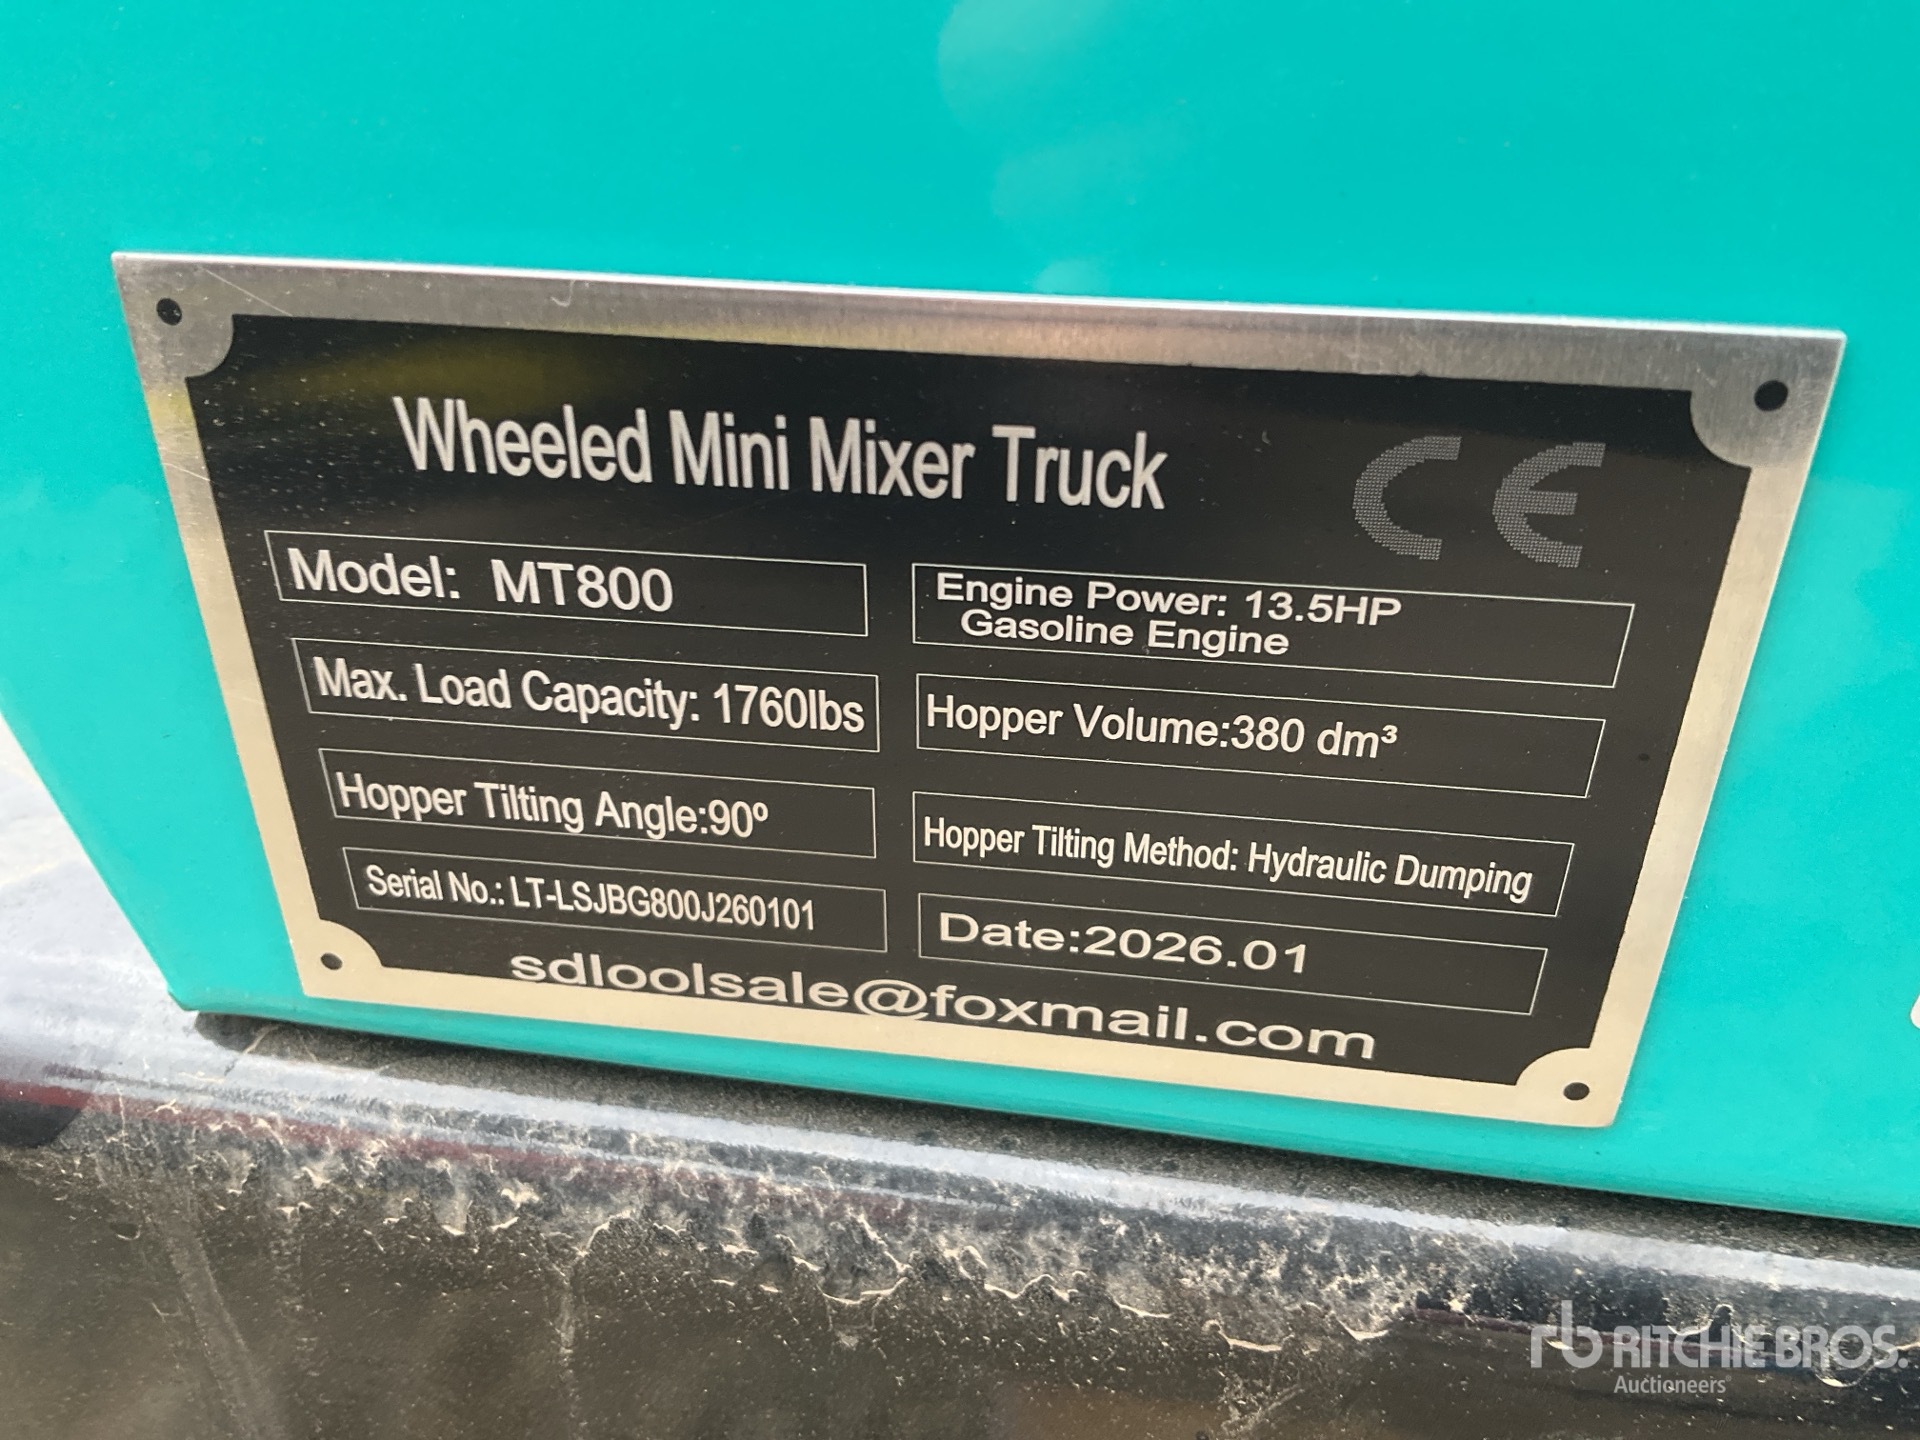 Wheeled Mini Mixer Truck
CE
Model: MT800
Engine Power: 13.5HP
Gasoline Engine
Max. Load Capacity: 1760lbs
Hopper Volume:380 dm³
Hopper Tilting Angle:90º
Hopper Tilting Method: Hydraulic Dumping
Serial No.: LT-LSJBG800J260101
Date:2026.01
sdloolsale@foxmail.com
rb RITCHIE BROS.
Auctioneers